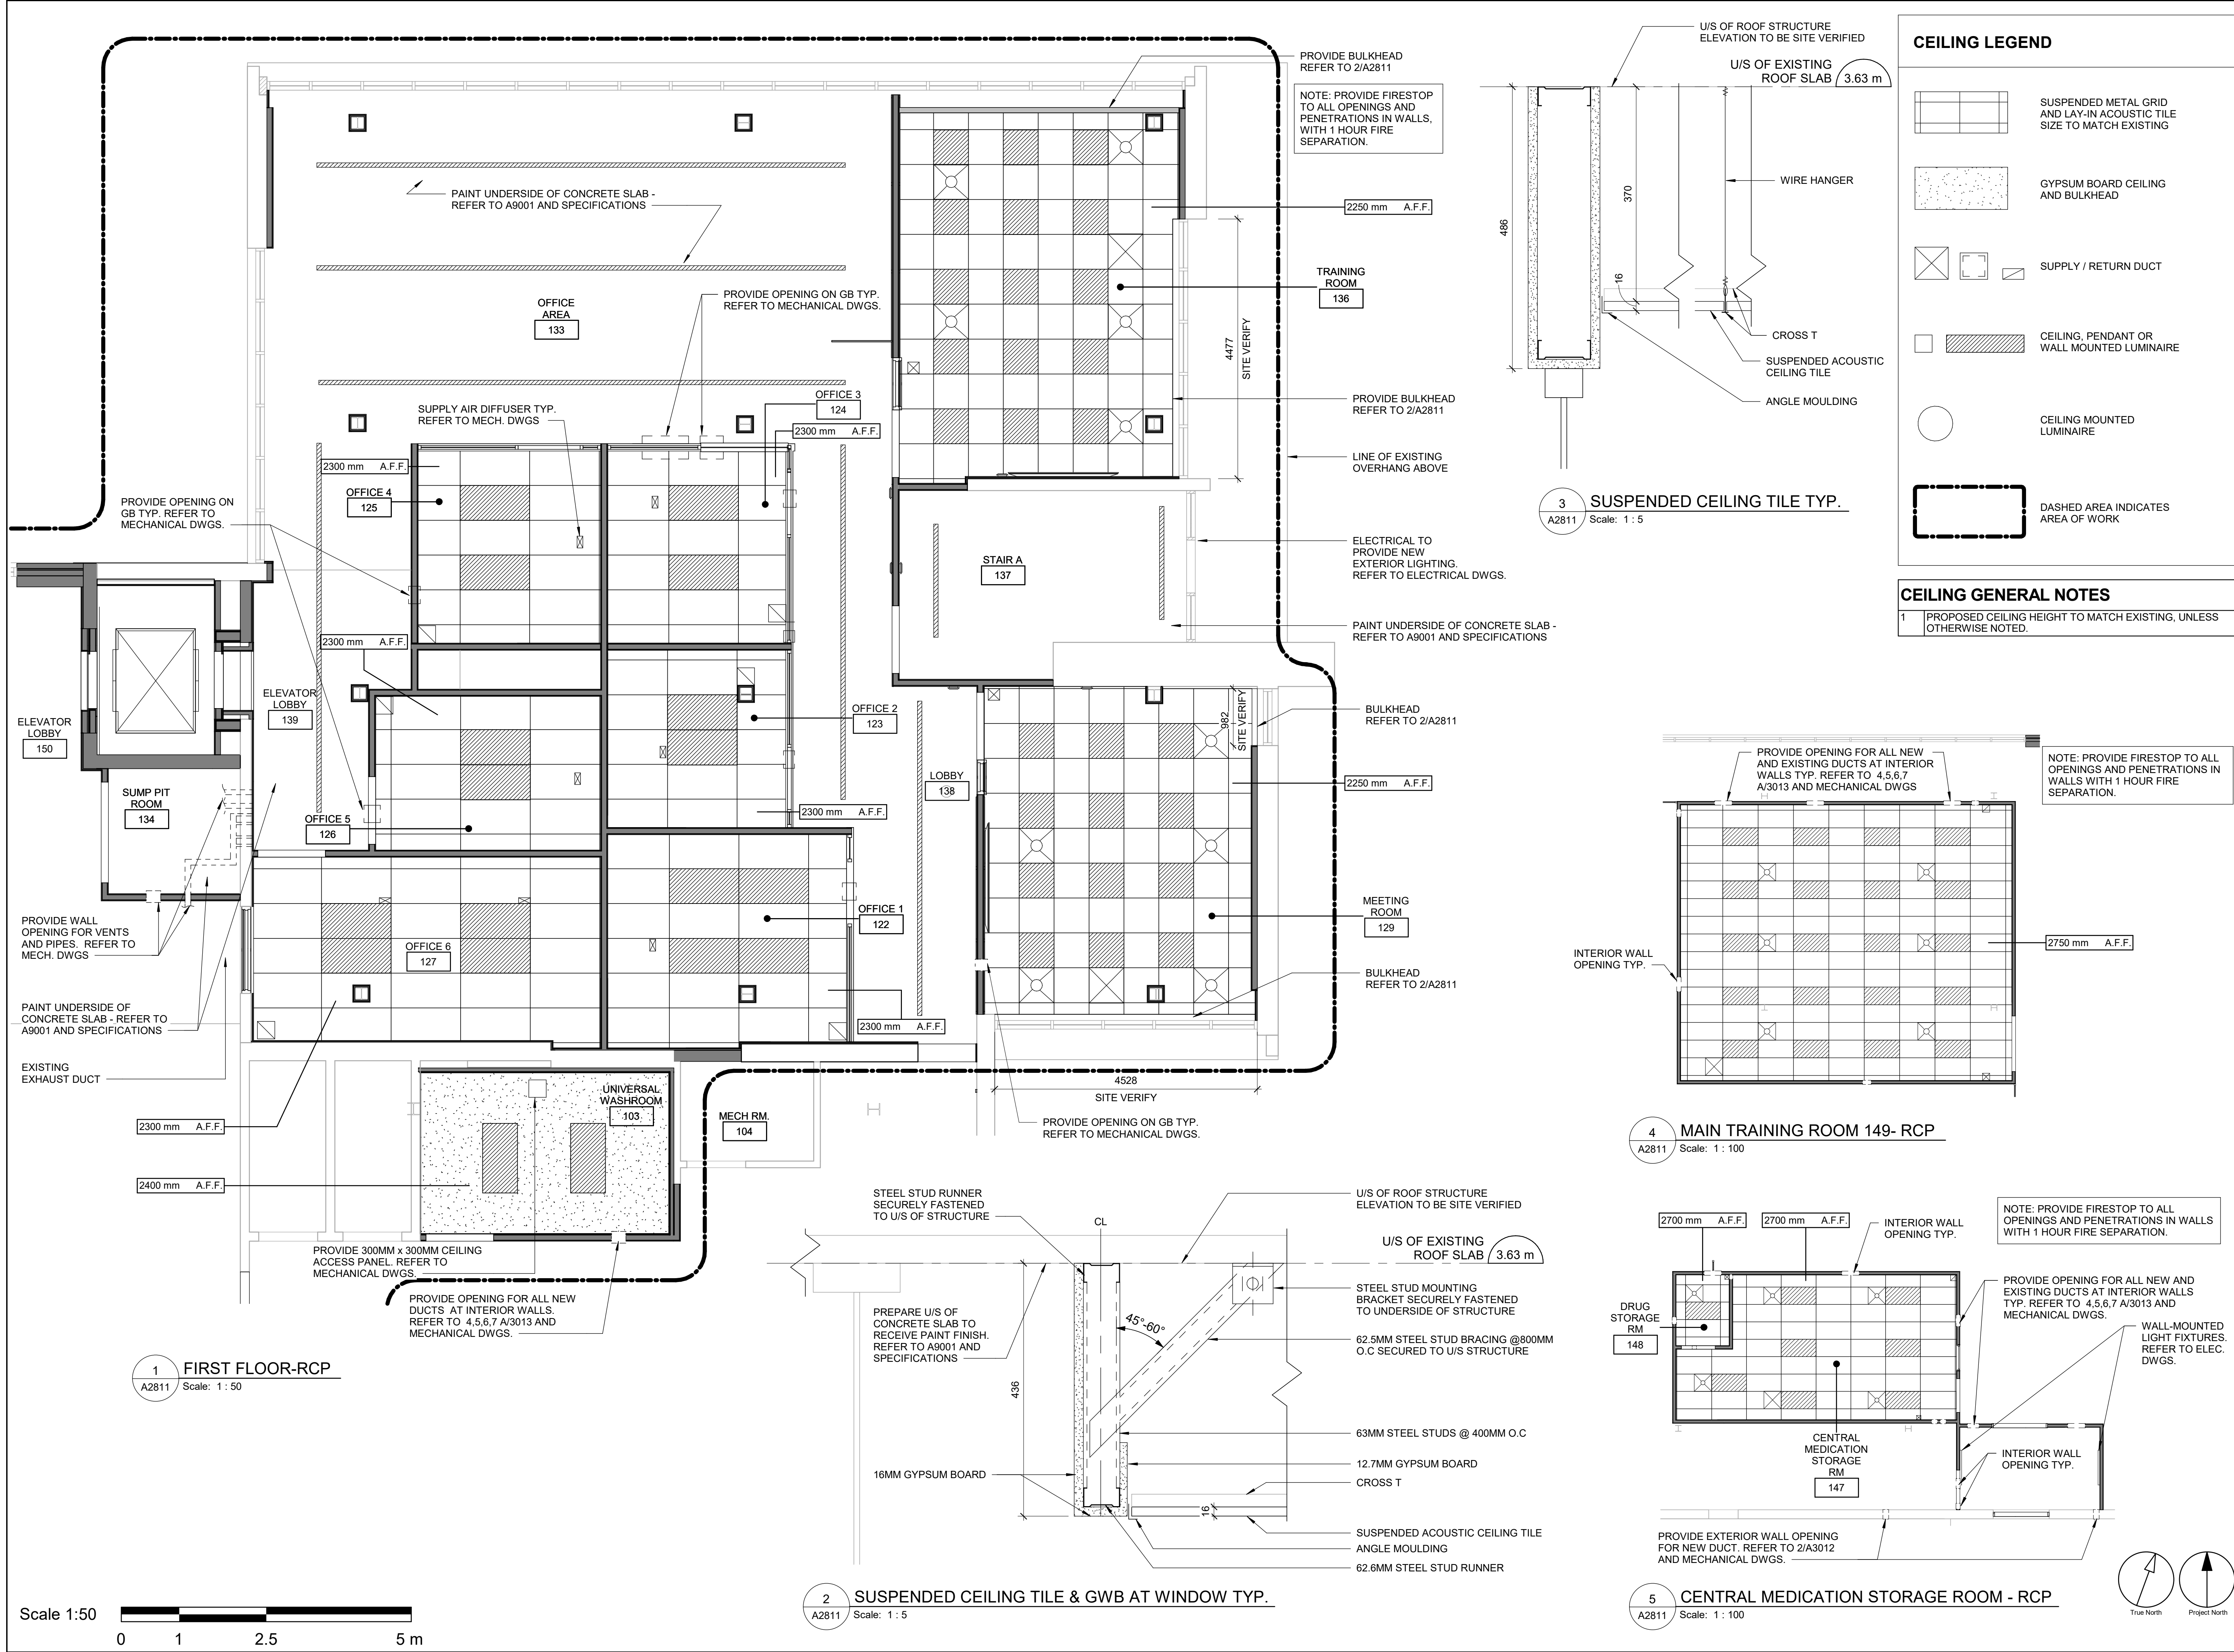 PROVIDE BULKHEAD
REFER TO 2/A2811
NOTE: PROVIDE FIRESTOP
TO ALL OPENINGS AND
PENETRATIONS IN WALLS,
WITH 1 HOUR FIRE
SEPARATION.
PAINT UNDERSIDE OF CONCRETE SLAB -
REFER TO A9001 AND SPECIFICATIONS
2250 mm A.F.F.
TRAINING
ROOM
136
OFFICE
AREA
133
PROVIDE OPENING ON GB TYP.
REFER TO MECHANICAL DWGS.
4477
SITE VERIFY
SUPPLY AIR DIFFUSER TYP.
REFER TO MECH. DWGS
OFFICE 3
124
2300 mm A.F.F.
PROVIDE BULKHEAD
REFER TO 2/A2811
LINE OF EXISTING
OVERHANG ABOVE
2300 mm A.F.F.
OFFICE 4
125
PROVIDE OPENING ON
GB TYP. REFER TO
MECHANICAL DWGS.
ELECTRICAL TO
PROVIDE NEW
EXTERIOR LIGHTING.
REFER TO ELECTRICAL DWGS.
STAIR A
137
PAINT UNDERSIDE OF CONCRETE SLAB -
REFER TO A9001 AND SPECIFICATIONS
2300 mm A.F.F.
ELEVATOR
LOBBY
139
ELEVATOR
LOBBY
150
OFFICE 2
123
982
SITE VERIFY
BULKHEAD
REFER TO 2/A2811
LOBBY
138
2250 mm A.F.F.
SUMP PIT
ROOM
134
OFFICE 5
126
2300 mm A.F.F.
MEETING
ROOM
129
OFFICE 1
122
PROVIDE WALL
OPENING FOR VENTS
AND PIPES. REFER TO
MECH. DWGS
OFFICE 6
127
BULKHEAD
REFER TO 2/A2811
PAINT UNDERSIDE OF
CONCRETE SLAB - REFER TO
A9001 AND SPECIFICATIONS
2300 mm A.F.F.
EXISTING
EXHAUST DUCT
4528
SITE VERIFY
UNIVERSAL
WASHROOM
103
MECH RM.
104
PROVIDE OPENING ON GB TYP.
REFER TO MECHANICAL DWGS.
2300 mm A.F.F.
2400 mm A.F.F.
PROVIDE 300MM x 300MM CEILING
ACCESS PANEL. REFER TO
MECHANICAL DWGS.
PROVIDE OPENING FOR ALL NEW
DUCTS AT INTERIOR WALLS.
REFER TO 4,5,6,7 A/3013 AND
MECHANICAL DWGS.
1
A2811
FIRST FLOOR-RCP
Scale: 1 : 50
Scale 1:50
0 1 2.5 5 m
STEEL STUD RUNNER
SECURELY FASTENED
TO U/S OF STRUCTURE
CL
U/S OF ROOF STRUCTURE
ELEVATION TO BE SITE VERIFIED
U/S OF EXISTING
ROOF SLAB 3.63 m
STEEL STUD MOUNTING
BRACKET SECURELY FASTENED
TO UNDERSIDE OF STRUCTURE
PREPARE U/S OF
CONCRETE SLAB TO
RECEIVE PAINT FINISH.
REFER TO A9001 AND
SPECIFICATIONS
45°-60°
62.5MM STEEL STUD BRACING @800MM
O.C SECURED TO U/S STRUCTURE
436
63MM STEEL STUDS @ 400MM O.C
12.7MM GYPSUM BOARD
16MM GYPSUM BOARD
CROSS T
16
SUSPENDED ACOUSTIC CEILING TILE
ANGLE MOULDING
62.6MM STEEL STUD RUNNER
2
A2811
SUSPENDED CEILING TILE & GWB AT WINDOW TYP.
Scale: 1 : 5
U/S OF ROOF STRUCTURE
ELEVATION TO BE SITE VERIFIED
U/S OF EXISTING
ROOF SLAB 3.63 m
486
370
16
WIRE HANGER
CROSS T
SUSPENDED ACOUSTIC
CEILING TILE
ANGLE MOULDING
3
A2811
SUSPENDED CEILING TILE TYP.
Scale: 1 : 5
CEILING LEGEND
SUSPENDED METAL GRID
AND LAY-IN ACOUSTIC TILE
SIZE TO MATCH EXISTING
GYPSUM BOARD CEILING
AND BULKHEAD
SUPPLY / RETURN DUCT
CEILING, PENDANT OR
WALL MOUNTED LUMINAIRE
CEILING MOUNTED
LUMINAIRE
DASHED AREA INDICATES
AREA OF WORK
CEILING GENERAL NOTES
1 PROPOSED CEILING HEIGHT TO MATCH EXISTING, UNLESS
OTHERWISE NOTED.
PROVIDE OPENING FOR ALL NEW
AND EXISTING DUCTS AT INTERIOR
WALLS TYP. REFER TO 4,5,6,7
A/3013 AND MECHANICAL DWGS
NOTE: PROVIDE FIRESTOP TO ALL
OPENINGS AND PENETRATIONS IN
WALLS WITH 1 HOUR FIRE
SEPARATION.
INTERIOR WALL
OPENING TYP.
2750 mm A.F.F.
4
A2811
MAIN TRAINING ROOM 149- RCP
Scale: 1 : 100
2700 mm A.F.F.
2700 mm A.F.F.
INTERIOR WALL
OPENING TYP.
NOTE: PROVIDE FIRESTOP TO ALL
OPENINGS AND PENETRATIONS IN WALLS
WITH 1 HOUR FIRE SEPARATION.
DRUG
STORAGE
RM
148
PROVIDE OPENING FOR ALL NEW AND
EXISTING DUCTS AT INTERIOR WALLS
TYP. REFER TO 4,5,6,7 A/3013 AND
MECHANICAL DWGS.
WALL-MOUNTED
LIGHT FIXTURES.
REFER TO ELEC.
DWGS.
CENTRAL
MEDICATION
STORAGE
RM
147
INTERIOR WALL
OPENING TYP.
PROVIDE EXTERIOR WALL OPENING
FOR NEW DUCT. REFER TO 2/A3012
AND MECHANICAL DWGS.
5
A2811
CENTRAL MEDICATION STORAGE ROOM - RCP
Scale: 1 : 100
True North
Project North